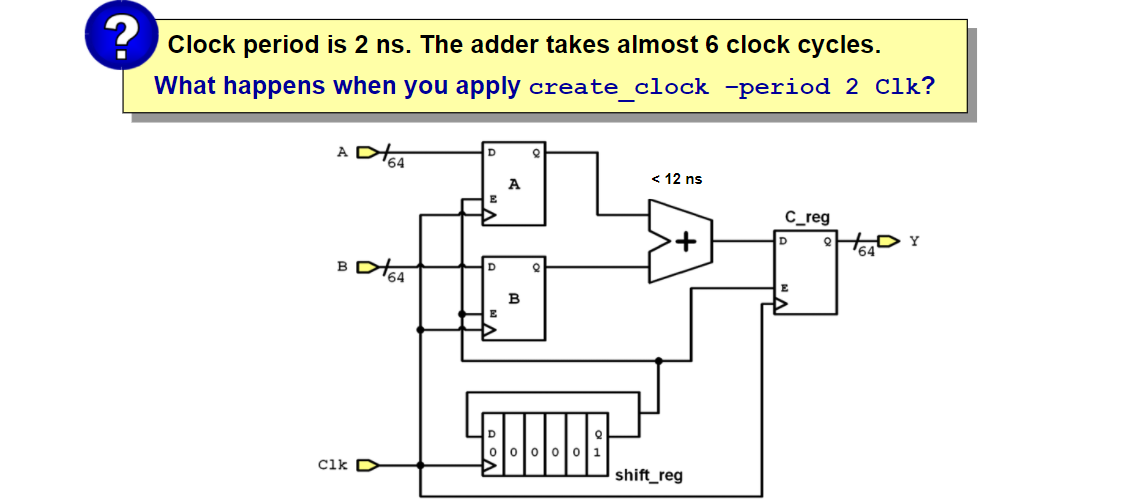 ?
Clock period is 2 ns. The adder takes almost 6 clock cycles.
What happens when you apply create_clock –period 2 Clk?
A
64
D
Q
A
E
< 12 ns
C_reg
+
D
Q
64
Y
E
B
64
D
Q
B
E
D
Q
0 0 0 0 0 1
Clk
shift_reg